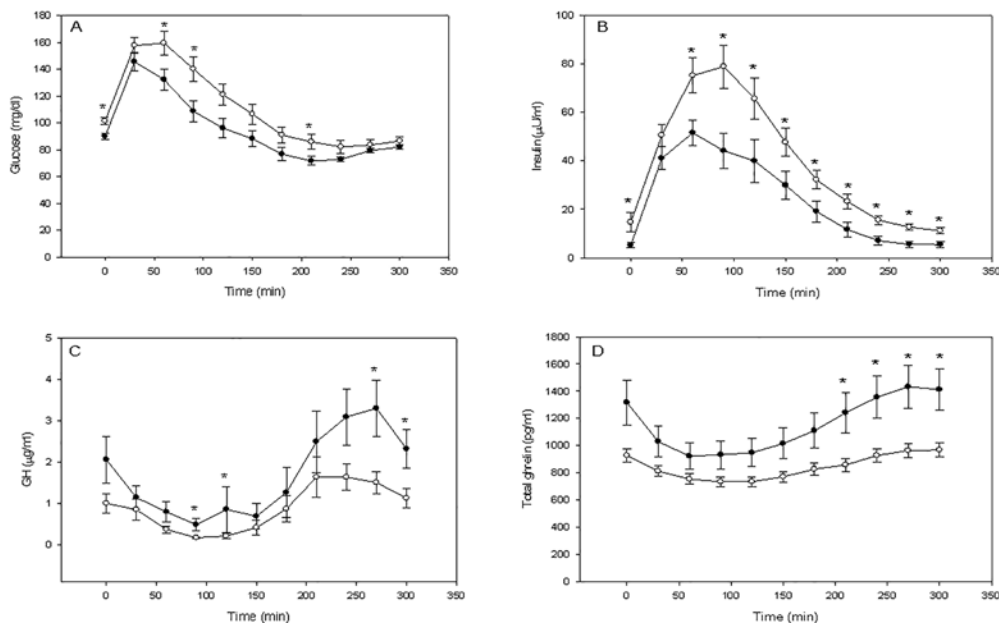 A
Glucose (mg/dl)
180
160
140
120
100
80
60
40
20
0
* * * *
0 50 100 150 200 250 300 350
Time (min)
B
Insulin (μU/ml)
100
80
60
40
20
0
* * * * * * * * * *
0 50 100 150 200 250 300 350
Time (min)
C
GH (μg/ml)
5
4
3
2
1
0
* * * *
0 50 100 150 200 250 300 350
Time (min)
D
Total ghrelin (pg/ml)
1800
1600
1400
1200
1000
800
600
400
200
0
* * * *
0 50 100 150 200 250 300 350
Time (min)